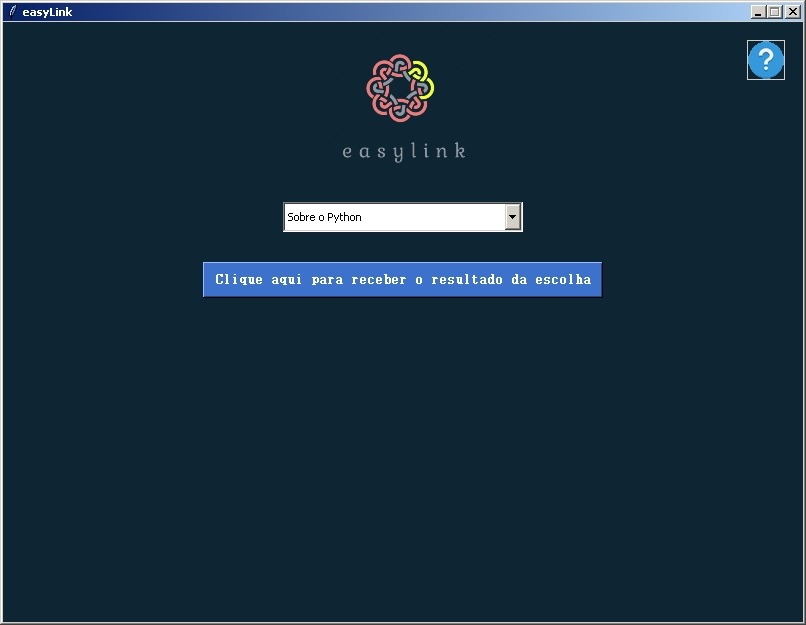 easyLink
?
easylink
Sobre o Python
Clique aqui para receber o resultado da escolha